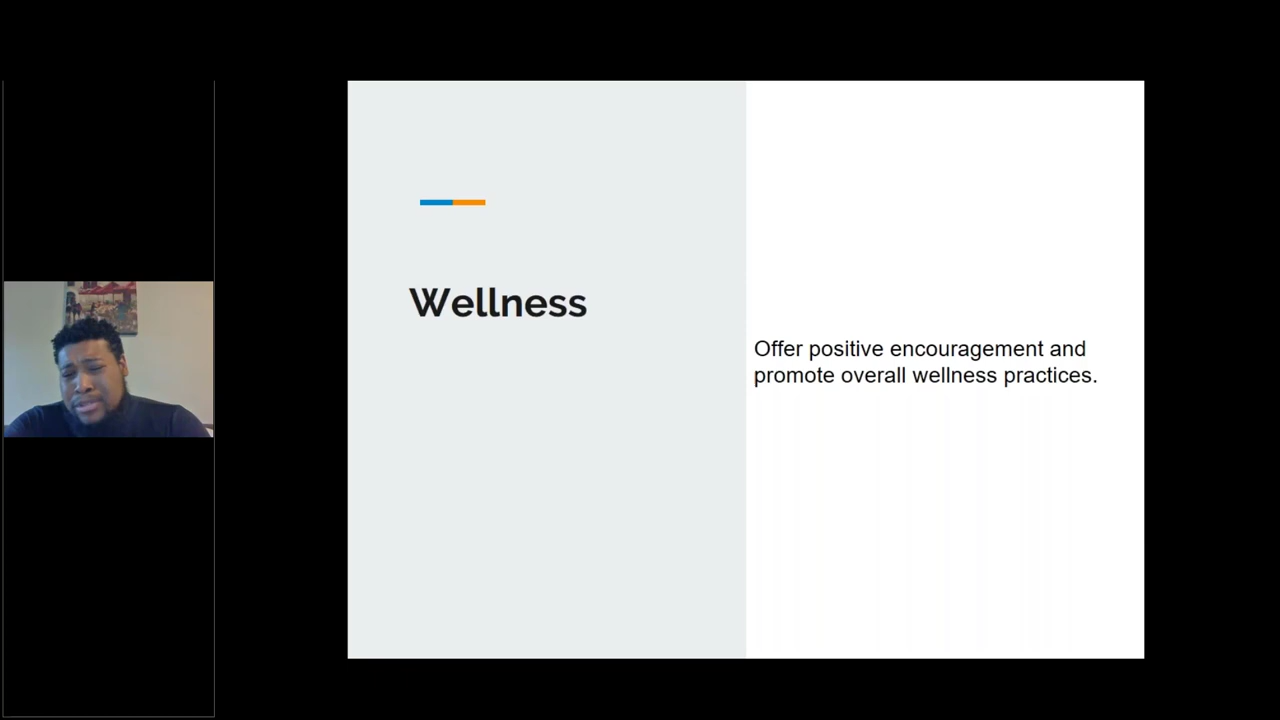 Wellness
Offer positive encouragement and
promote overall wellness practices.